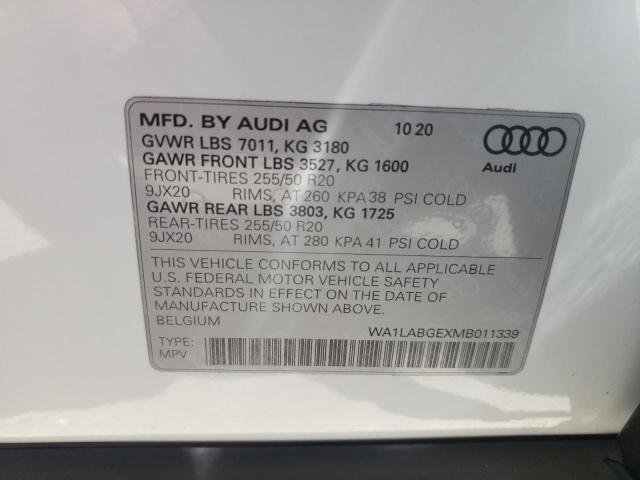 MFD. BY AUDI AG 10 20
GVWR LBS 7011, KG 3180
GAWR FRONT LBS 3527, KG 1600
FRONT-TIRES 255/50 R20
9JX20 RIMS, AT 260 KPA 38 PSI COLD
GAWR REAR LBS 3803, KG 1725
REAR-TIRES 255/50 R20
9JX20 RIMS, AT 280 KPA 41 PSI COLD
Audi
THIS VEHICLE CONFORMS TO ALL APPLICABLE
U.S. FEDERAL MOTOR VEHICLE SAFETY
STANDARDS IN EFFECT ON THE DATE OF
MANUFACTURE SHOWN ABOVE.
BELGIUM
WA1LABGEXMB011339
TYPE:
MPV